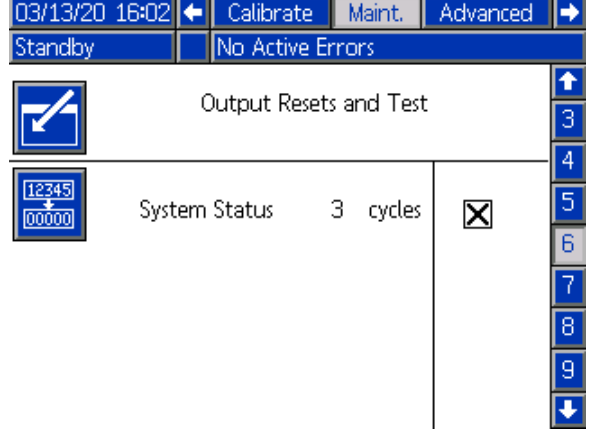 03/13/20 16:02 Calibrate Maint. Advanced
Standby No Active Errors
Output Resets and Test
3
4
12345
00000
System Status 3 cycles
5
6
7
8
9